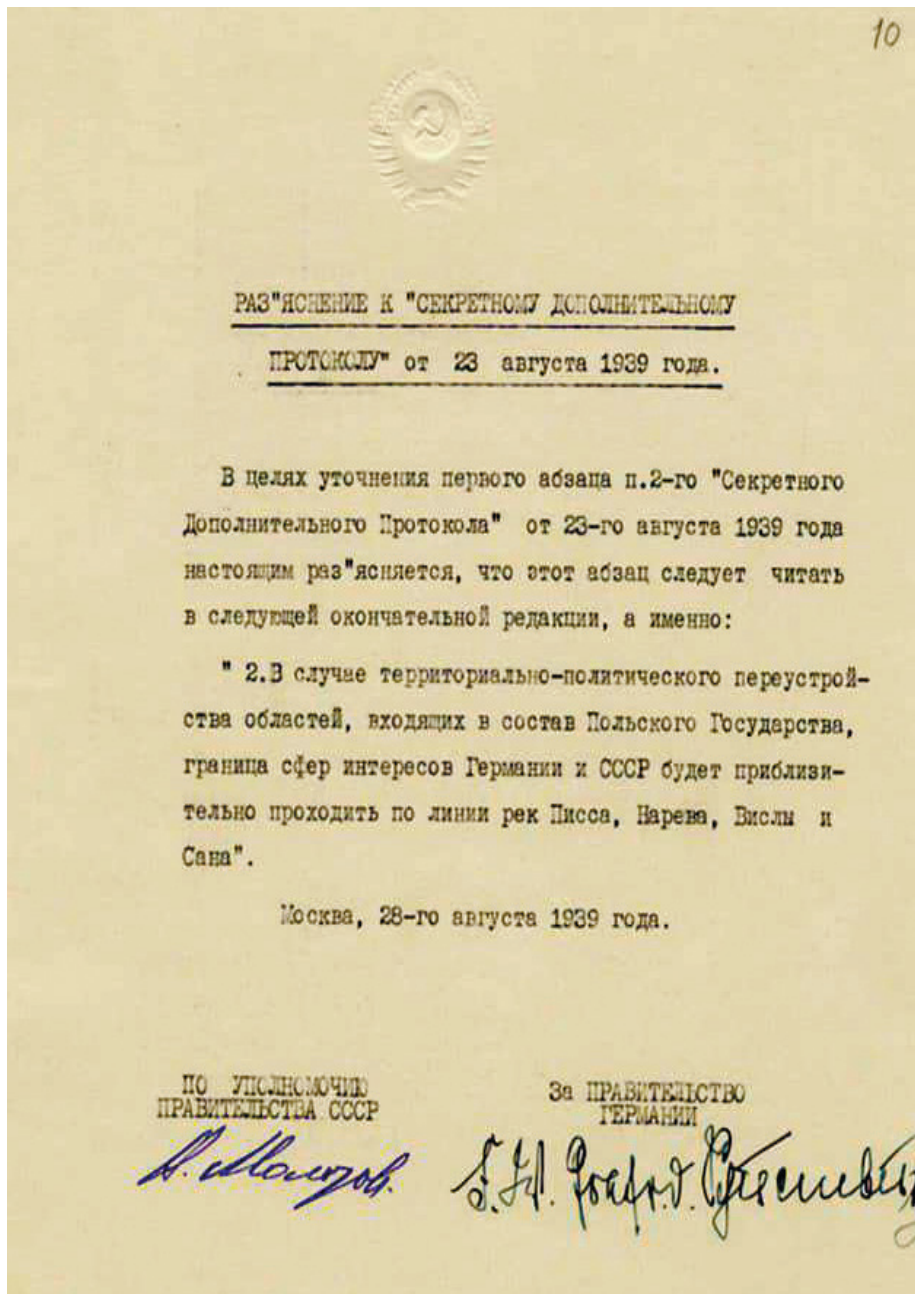 10
РАЗ"ЯСНЕНИЕ К "СЕКРЕТНОМУ ДОПОЛНИТЕЛЬНОМУ
ПРОТОКОЛУ" от 23 августа 1939 года.
В целях уточнения первого абзаца п.2-го "Секретного
Дополнительного Протокола" от 23-го августа 1939 года
настоящим раз"ясняется, что этот абзац следует читать
в следующей окончательной редакции, а именно:
" 2.В случае территориально-политического переустрой-
ства областей, входящих в состав Польского Государства,
граница сфер интересов Германии и СССР будет приблизи-
тельно проходить по линии рек Писса, Нарева, Вислы и
Сана".
Москва, 28-го августа 1939 года.
ПО УПОЛНОМОЧИЮ
ПРАВИТЕЛЬСТВА СССР
За ПРАВИТЕЛЬСТВО
ГЕРМАНИИ
В. Молотов.
F.W. Graf v.d.